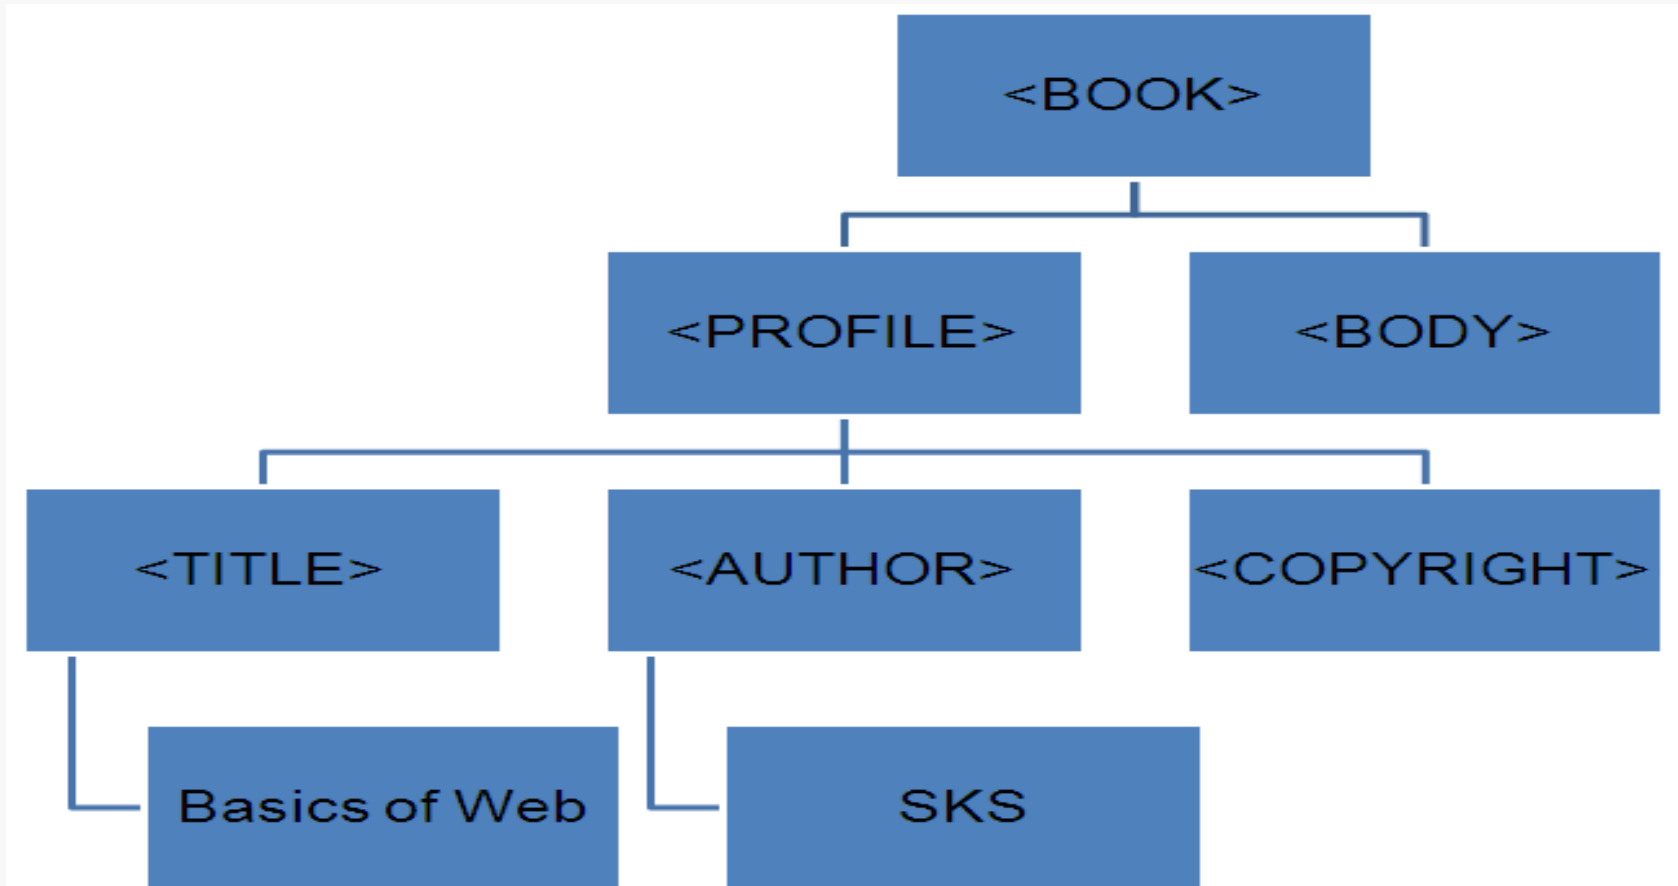 <BOOK>
<PROFILE>
<BODY>
<TITLE>
<AUTHOR>
<COPYRIGHT>
Basics of Web
SKS